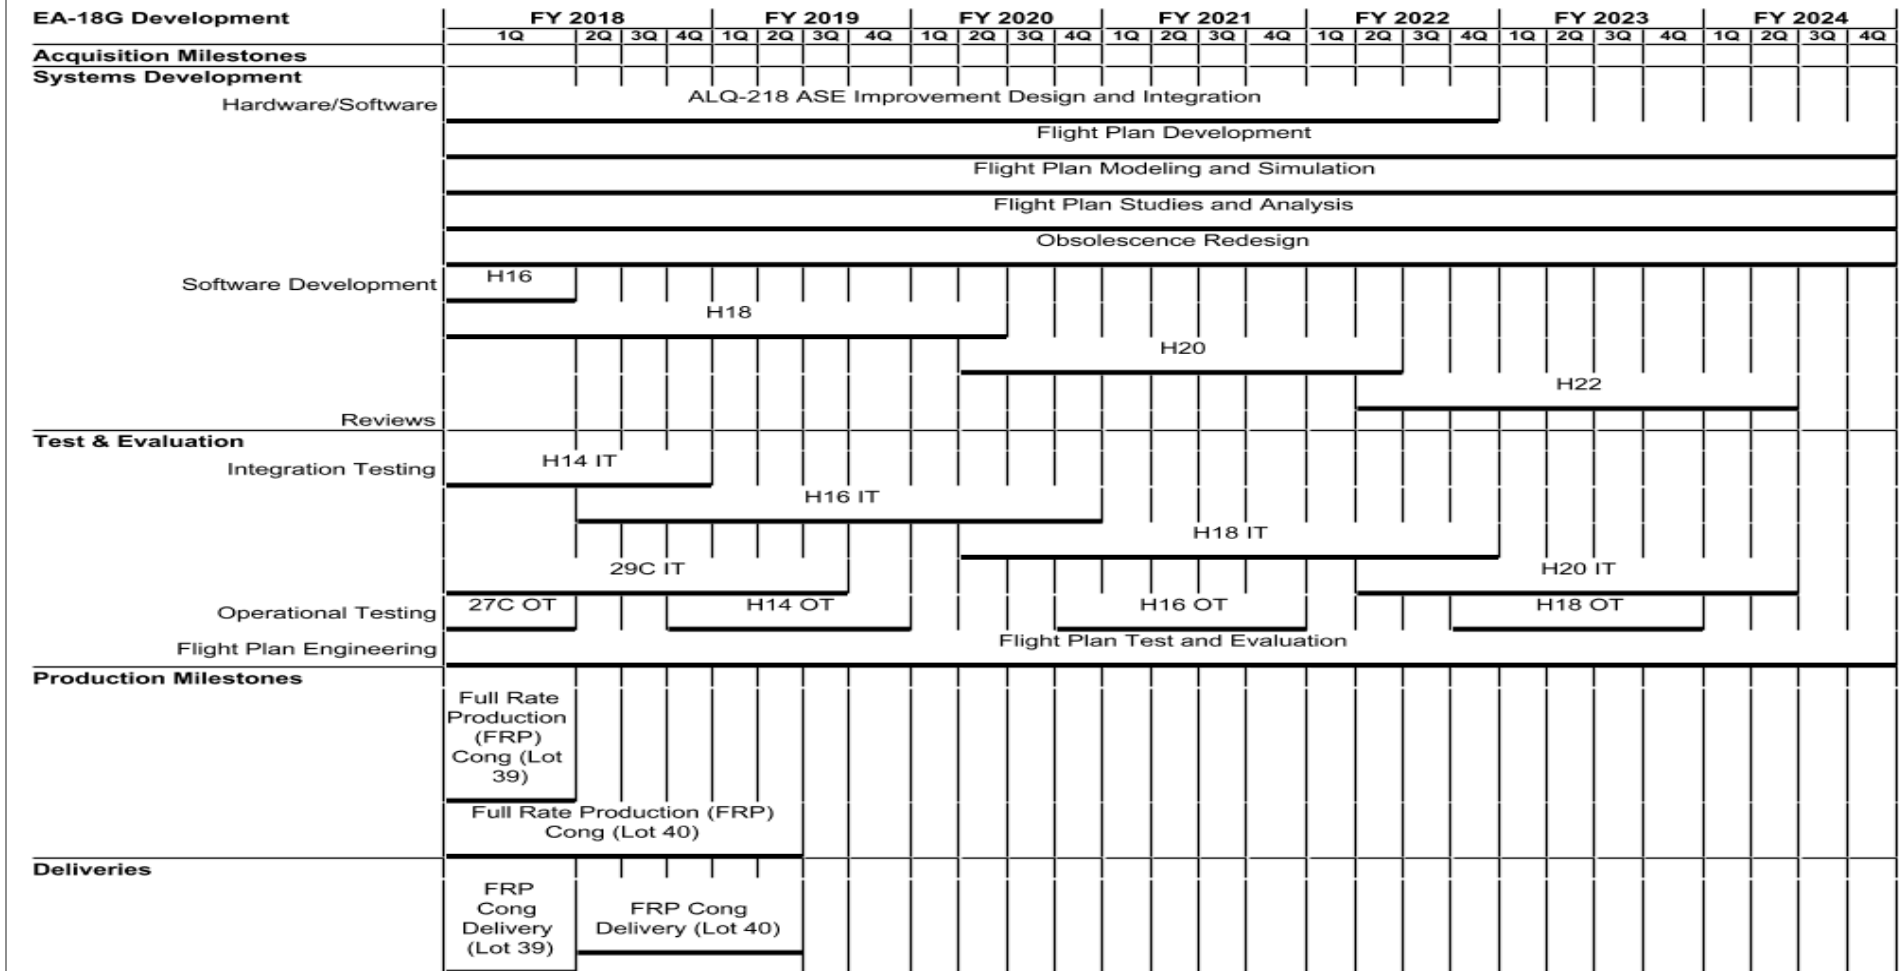 EA-18G Development FY 2018 FY 2019 FY 2020 FY 2021 FY 2022 FY 2023 FY 2024
1Q 2Q 3Q 4Q 1Q 2Q 3Q 4Q 1Q 2Q 3Q 4Q 1Q 2Q 3Q 4Q 1Q 2Q 3Q 4Q 1Q 2Q 3Q 4Q 1Q 2Q 3Q 4Q
Acquisition Milestones
Systems Development
Hardware/Software ALQ-218 ASE Improvement Design and Integration
Flight Plan Development
Flight Plan Modeling and Simulation
Flight Plan Studies and Analysis
Obsolescence Redesign
Software Development H16
H18
H20
H22
Reviews
Test & Evaluation
Integration Testing H14 IT
H16 IT
H18 IT
29C IT H20 IT
Operational Testing 27C OT H14 OT H16 OT H18 OT
Flight Plan Engineering Flight Plan Test and Evaluation
Production Milestones
Full Rate
Production
(FRP)
Cong (Lot
39)
Full Rate Production (FRP)
Cong (Lot 40)
Deliveries
FRP
Cong
Delivery
(Lot 39)
FRP Cong
Delivery (Lot 40)